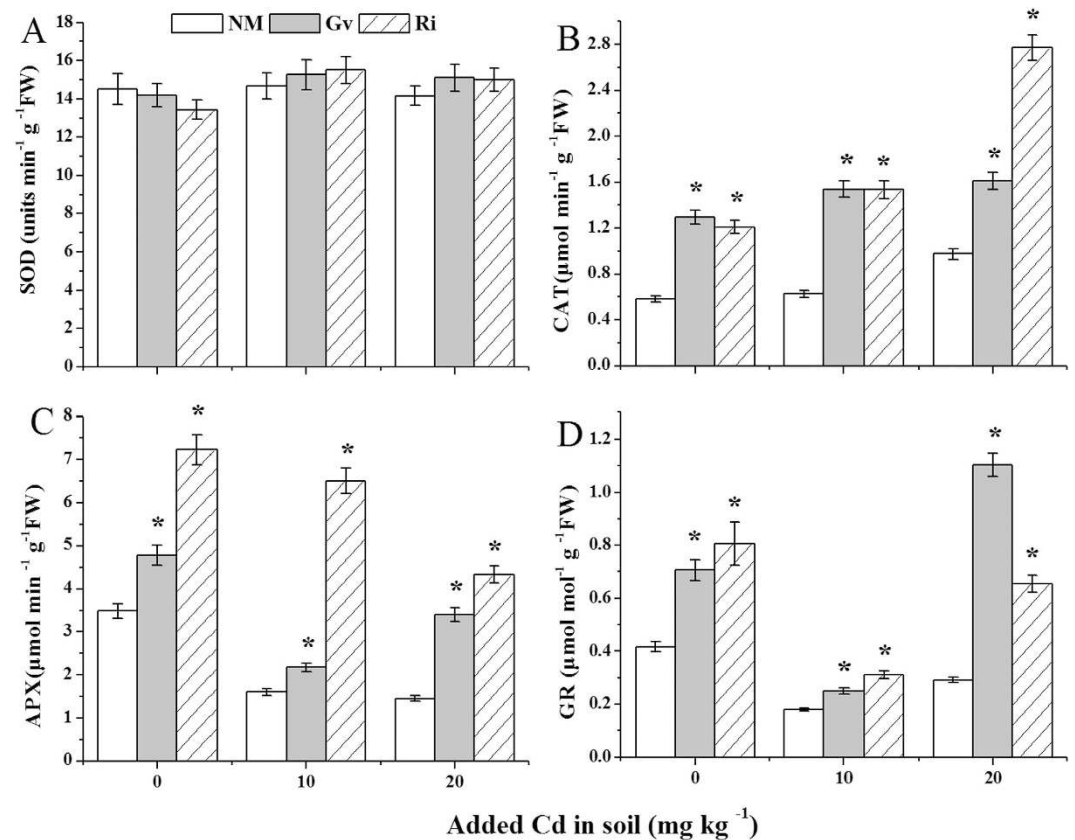 A
NM Gv Ri
SOD (units min⁻¹ g ⁻¹FW)
18
16
14
12
10
8
6
4
2
0
B
CAT(µmol min⁻¹ g ⁻¹FW)
2.8
2.4
2.0
1.6
1.2
0.8
0.4
0.0
* * * * * *
C
APX(µmol min⁻¹ g ⁻¹FW)
8
7
6
5
4
3
2
1
0
* * * * * *
0 10 20
D
GR (µmol mol⁻¹ g ⁻¹FW)
1.2
1.0
0.8
0.6
0.4
0.2
0.0
* * * * * *
0 10 20
Added Cd in soil (mg kg ⁻¹)